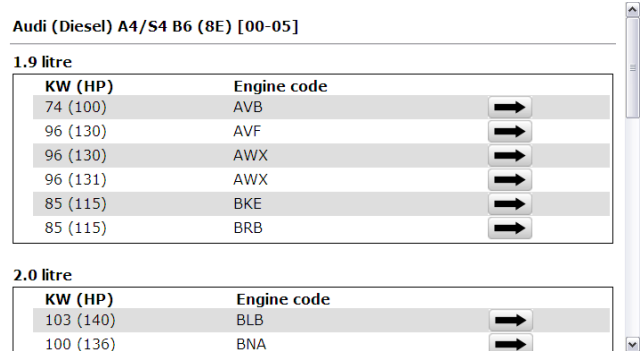 Audi (Diesel) A4/S4 B6 (8E) [00-05]
1.9 litre
KW (HP) Engine code
74 (100) AVB
96 (130) AVF
96 (130) AWX
96 (131) AWX
85 (115) BKE
85 (115) BRB
2.0 litre
KW (HP) Engine code
103 (140) BLB
100 (136) BNA